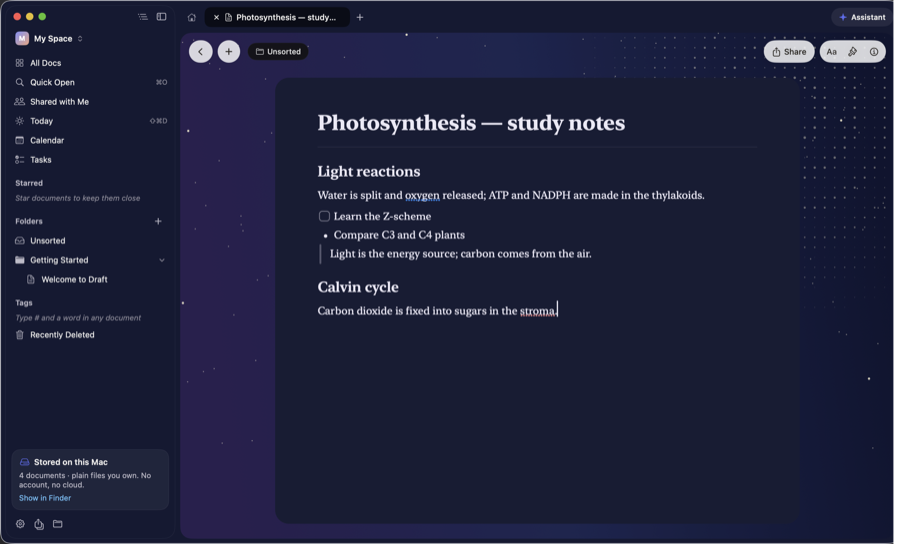 Photosynthesis — study...
Assistant
M My Space
Unsorted
Share
Aa
All Docs
Quick Open ⌘O
Shared with Me
Today ⇧⌘D
Calendar
Tasks
Starred
Star documents to keep them close
Folders
Unsorted
Getting Started
Welcome to Draft
Tags
Type # and a word in any document
Recently Deleted
Stored on this Mac
4 documents · plain files you own. No
account, no cloud.
Show in Finder
Photosynthesis — study notes
Light reactions
Water is split and oxygen released; ATP and NADPH are made in the thylakoids.
Learn the Z-scheme
• Compare C3 and C4 plants
Light is the energy source; carbon comes from the air.
Calvin cycle
Carbon dioxide is fixed into sugars in the stroma.